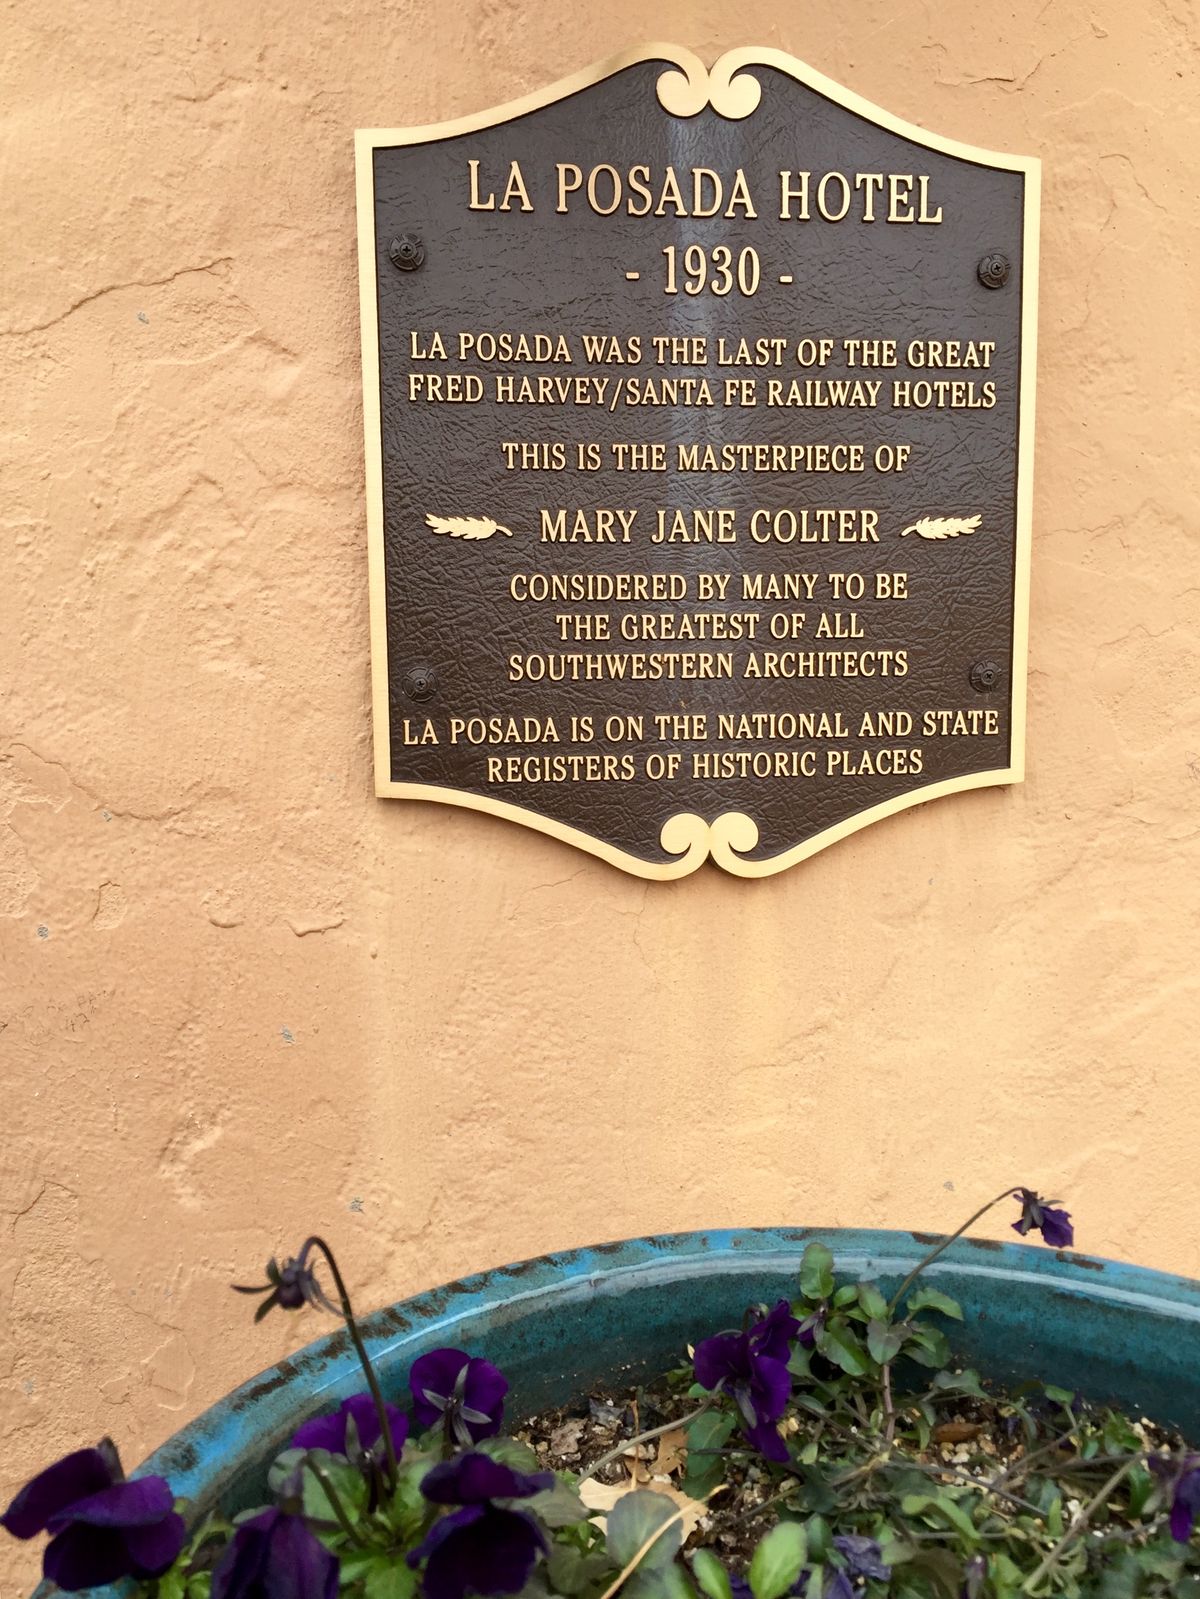 LA POSADA HOTEL
- 1930 -
LA POSADA WAS THE LAST OF THE GREAT
FRED HARVEY/SANTA FE RAILWAY HOTELS
THIS IS THE MASTERPIECE OF
MARY JANE COLTER
CONSIDERED BY MANY TO BE
THE GREATEST OF ALL
SOUTHWESTERN ARCHITECTS
LA POSADA IS ON THE NATIONAL AND STATE
REGISTERS OF HISTORIC PLACES